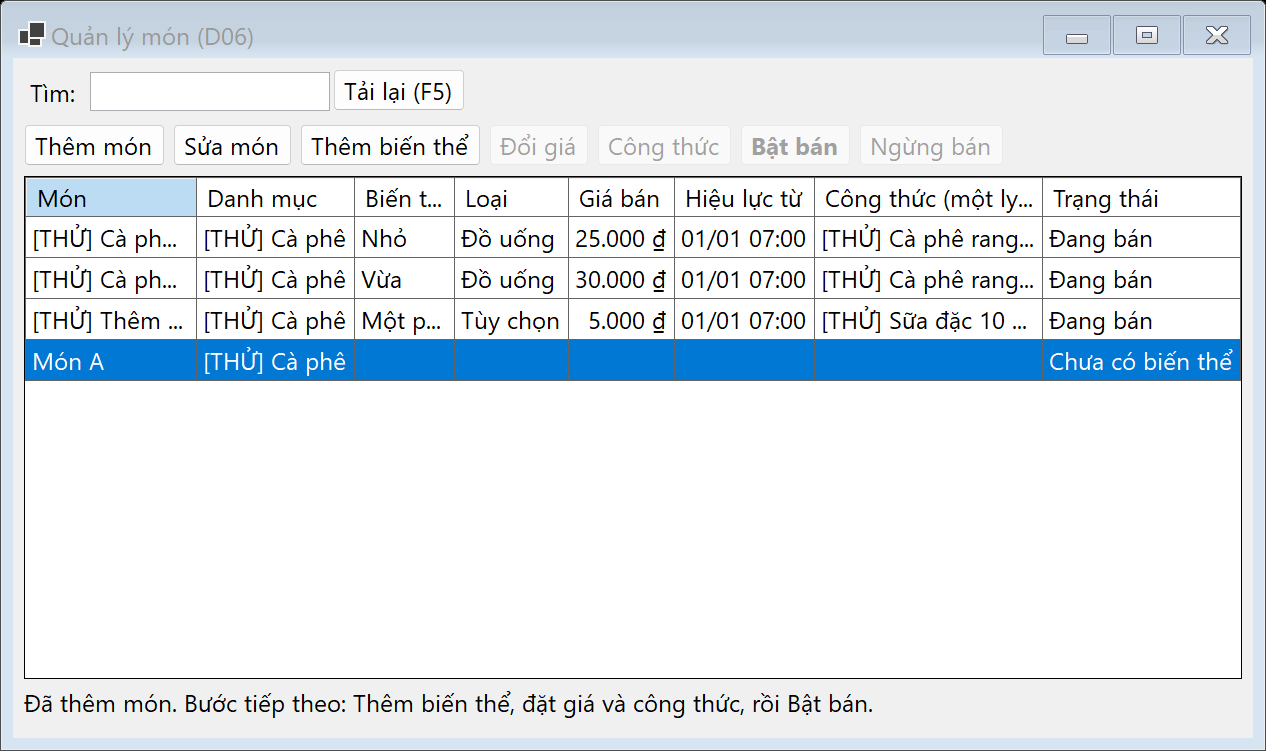 Quản lý món (D06)
Tìm: Tải lại (F5)
Thêm món Sửa món Thêm biến thể Đổi giá Công thức Bật bán Ngừng bán
Món Danh mục Biến t... Loại Giá bán Hiệu lực từ Công thức (một ly... Trạng thái
[THỬ] Cà ph... [THỬ] Cà phê Nhỏ Đồ uống 25.000 ₫ 01/01 07:00 [THỬ] Cà phê rang... Đang bán
[THỬ] Cà ph... [THỬ] Cà phê Vừa Đồ uống 30.000 ₫ 01/01 07:00 [THỬ] Cà phê rang... Đang bán
[THỬ] Thêm ... [THỬ] Cà phê Một p... Tùy chọn 5.000 ₫ 01/01 07:00 [THỬ] Sữa đặc 10 ... Đang bán
Món A [THỬ] Cà phê Chưa có biến thể
Đã thêm món. Bước tiếp theo: Thêm biến thể, đặt giá và công thức, rồi Bật bán.